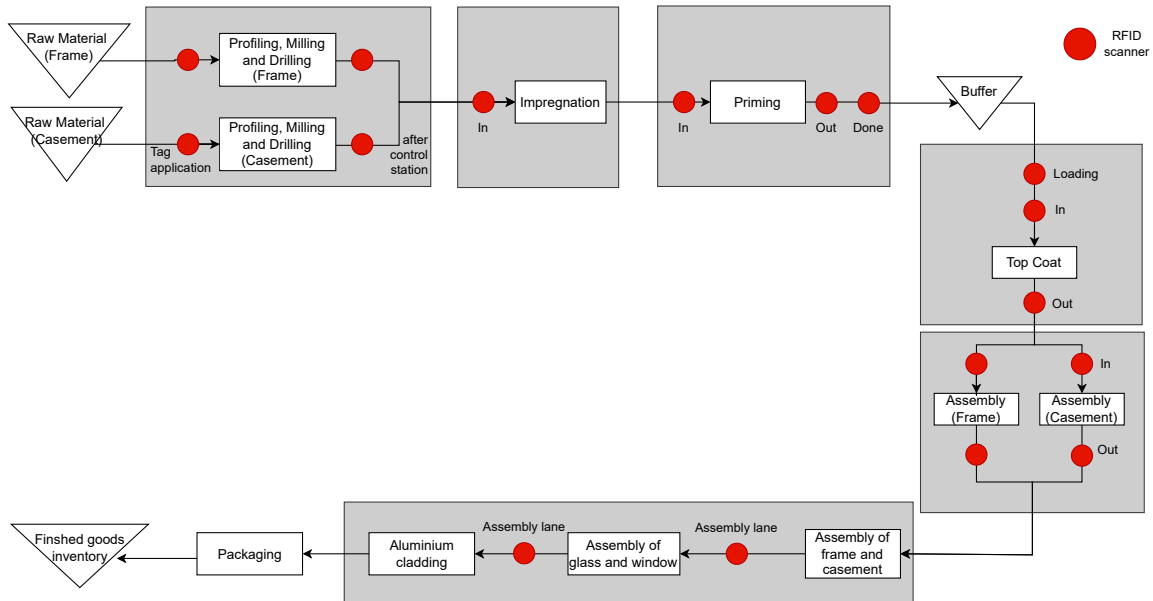 Raw Material
(Frame)
Profiling, Milling
and Drilling
(Frame)
RFID
scanner
Raw Material
(Casement)
Tag
application
Profiling, Milling
and Drilling
(Casement)
after
control
station
In
Impregnation
In
Priming
Out
Done
Buffer
Loading
In
Top Coat
Out
In
Assembly
(Frame)
Assembly
(Casement)
Out
Assembly of
frame and
casement
Assembly lane
Assembly of
glass and window
Assembly lane
Aluminium
cladding
Packaging
Finshed goods
inventory